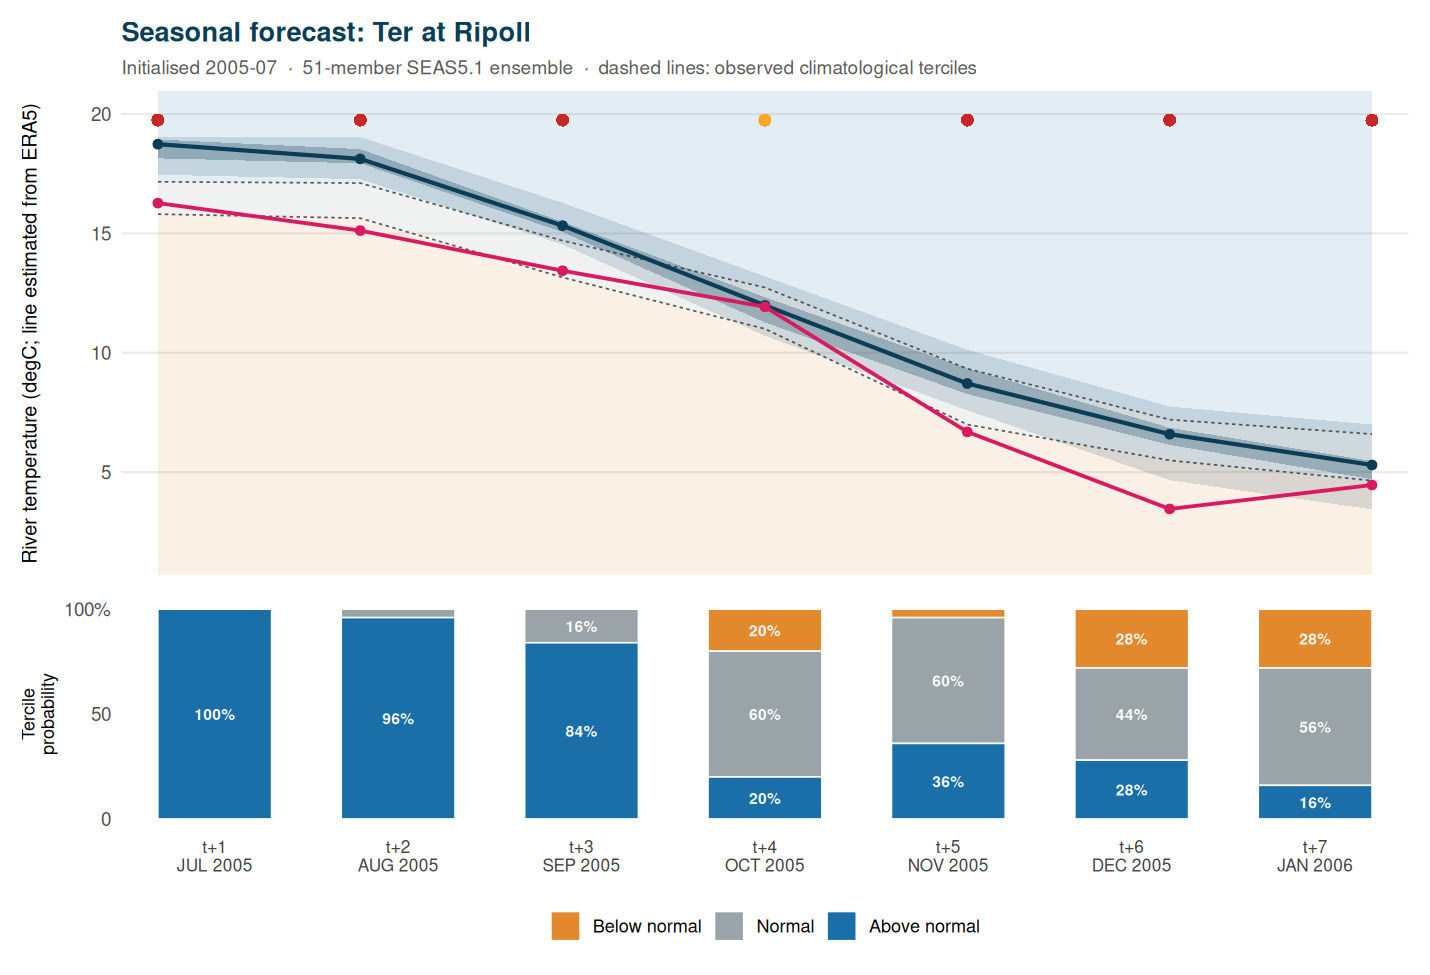 Seasonal forecast: Ter at Ripoll
Initialised 2005-07 · 51-member SEAS5.1 ensemble · dashed lines: observed climatological terciles
River temperature (degC; line estimated from ERA5)
20
15
10
5
Tercile
probability
100%
50
0
100%
96%
16%
84%
20%
60%
20%
60%
36%
28%
44%
28%
28%
56%
16%
t+1
JUL 2005
t+2
AUG 2005
t+3
SEP 2005
t+4
OCT 2005
t+5
NOV 2005
t+6
DEC 2005
t+7
JAN 2006
Below normal
Normal
Above normal